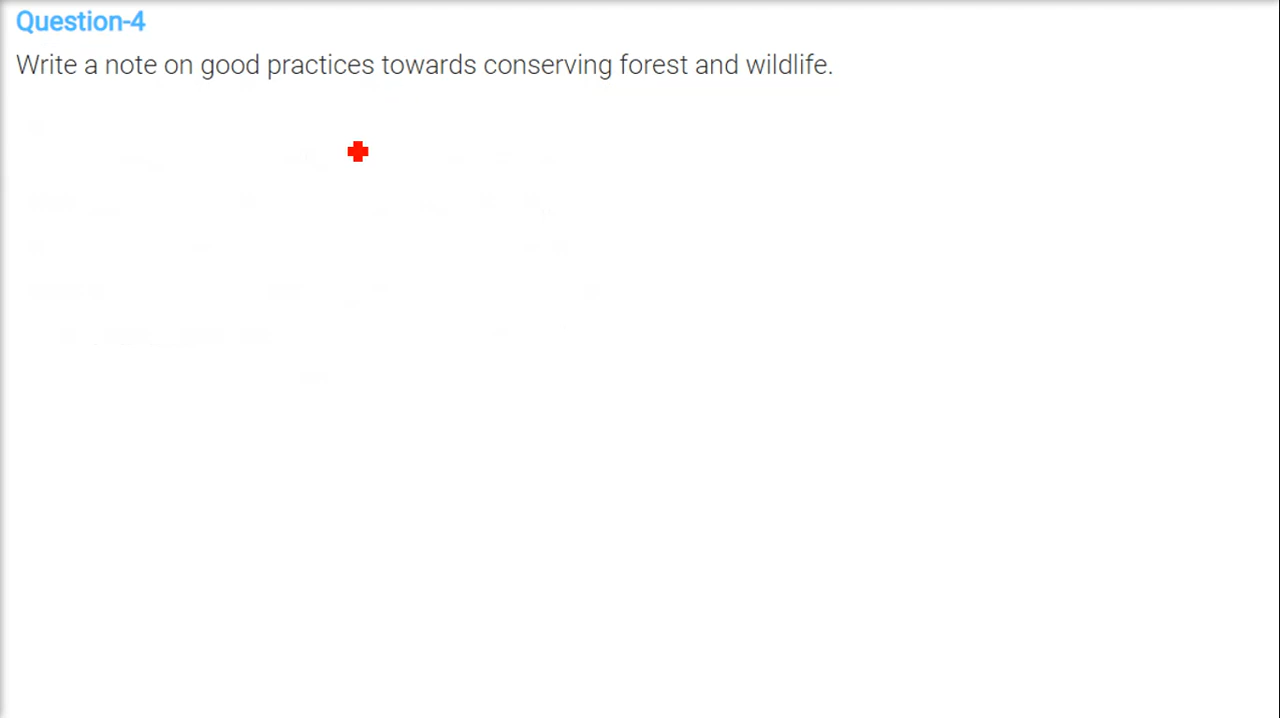 Question-4
Write a note on good practices towards conserving forest and wildlife.